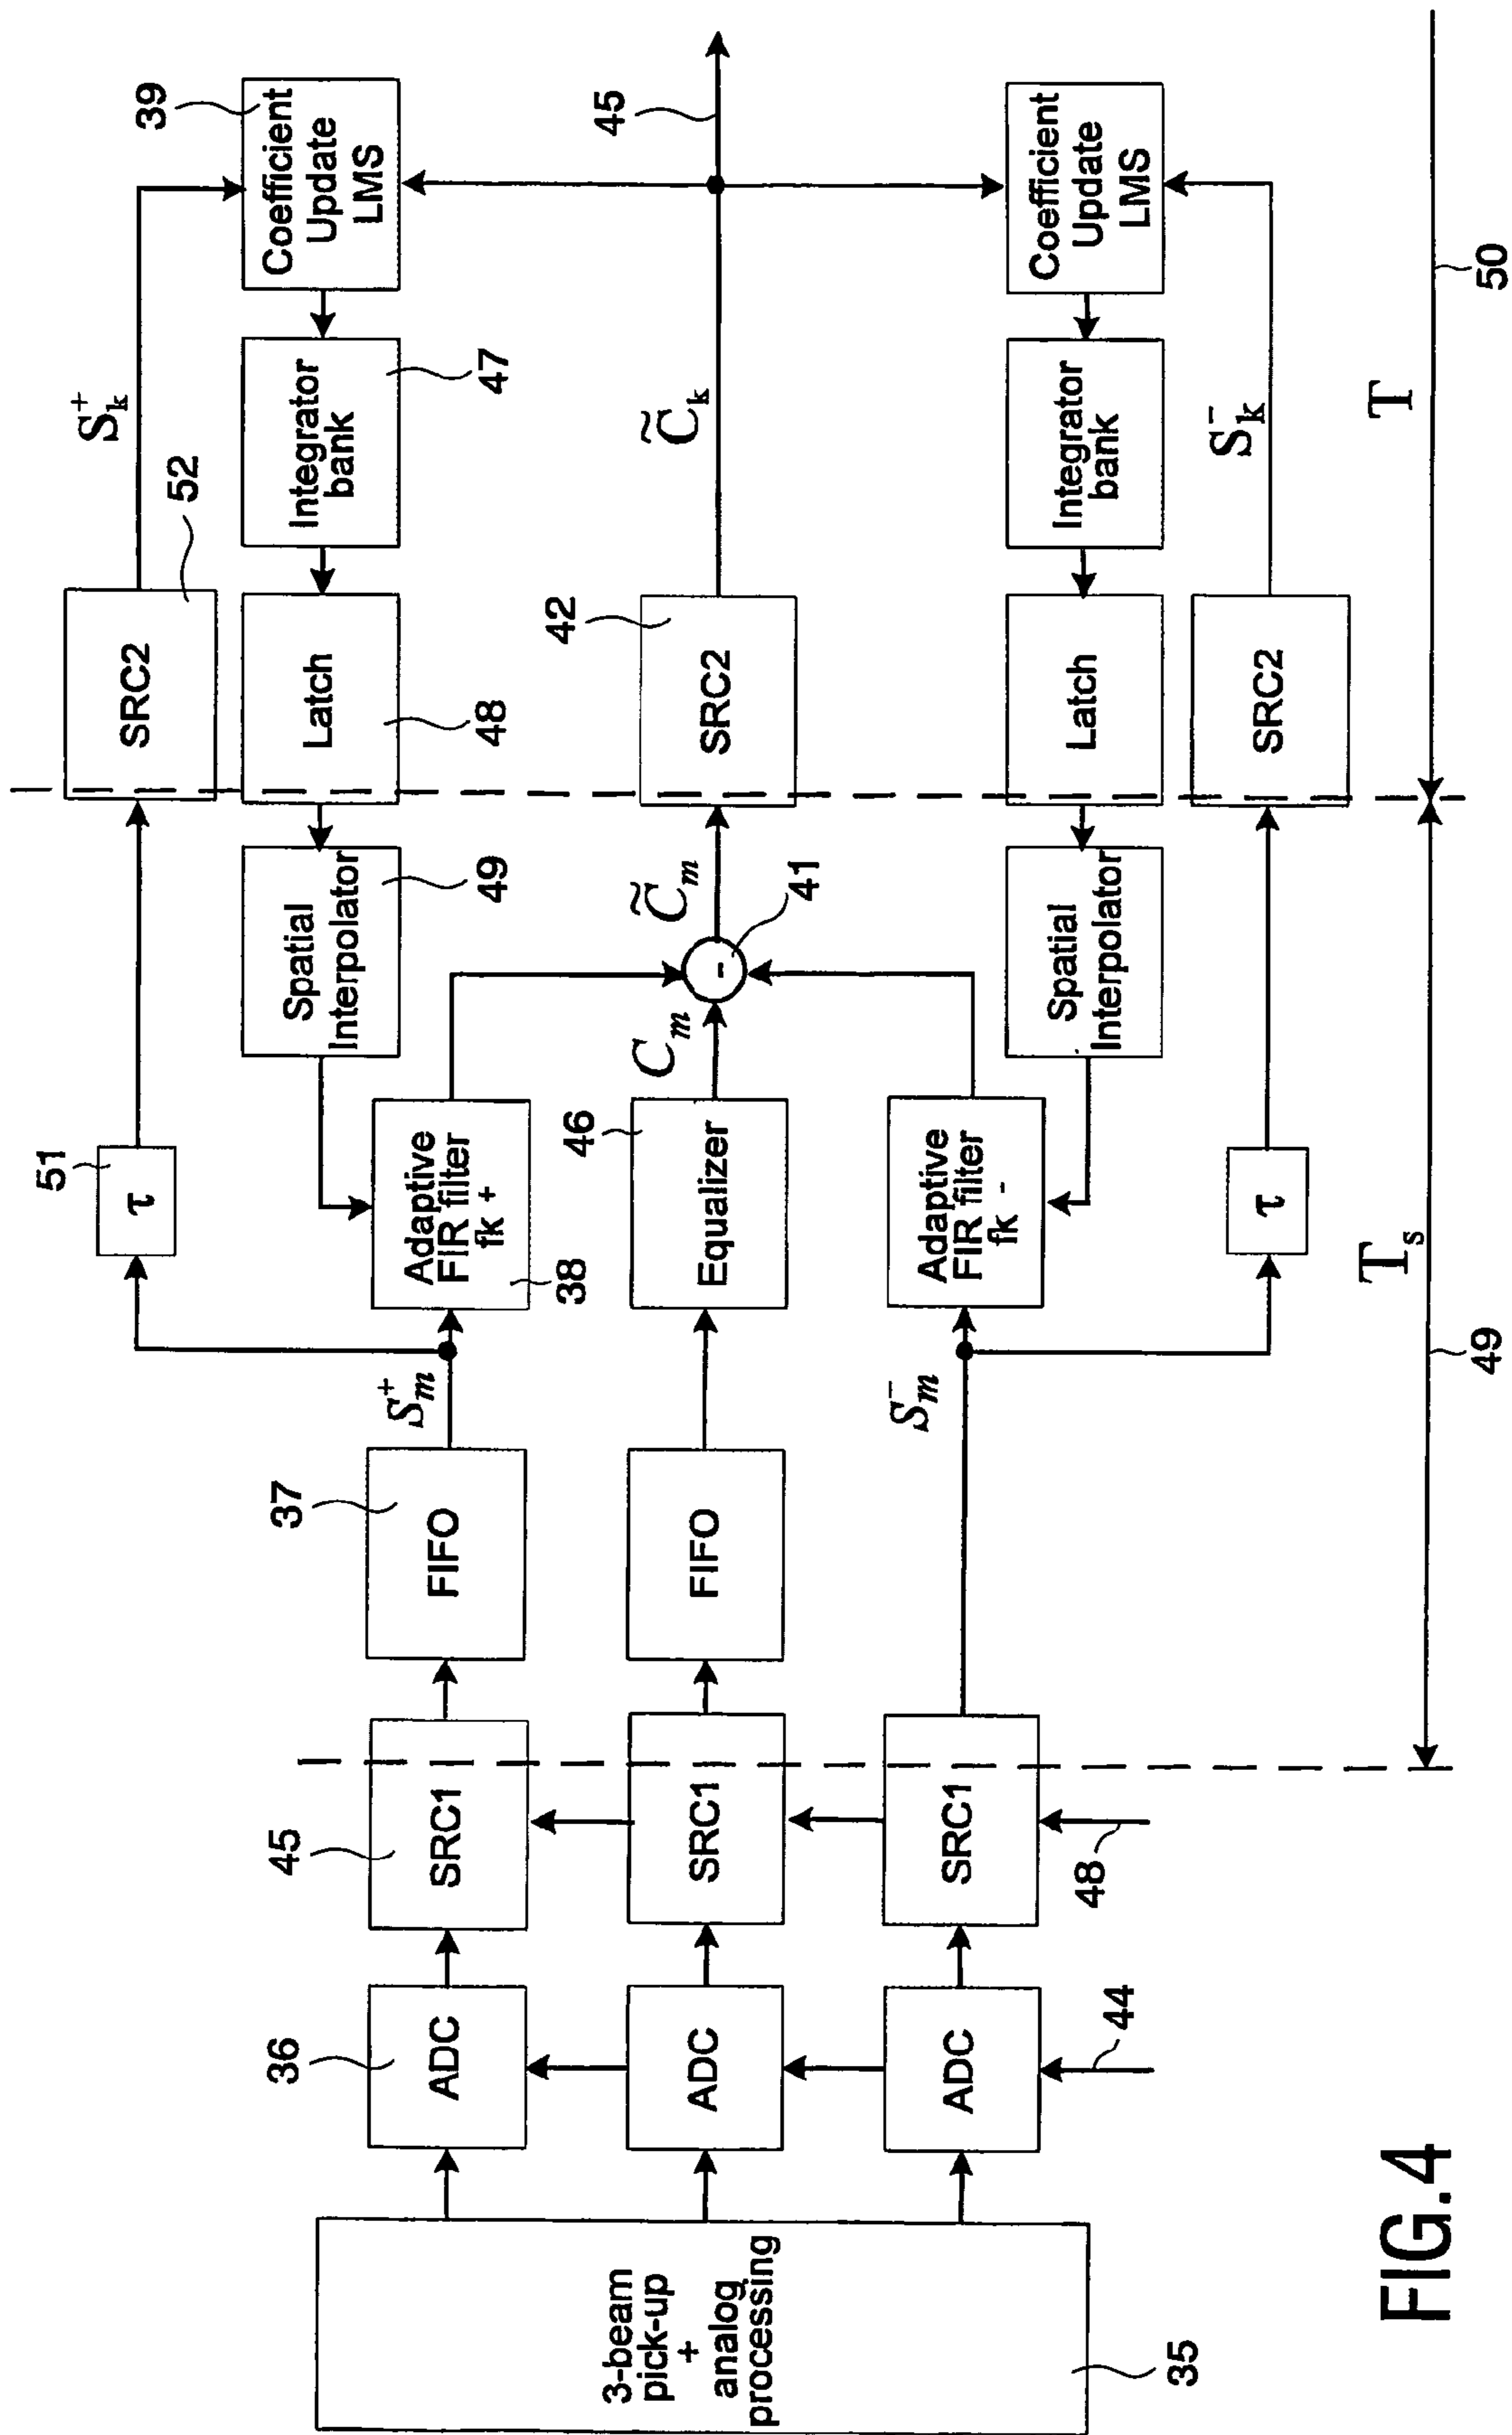 39
Coefficient
Update
LMS
45
Coefficient
Update
LMS
50
S_k^+
47
Integrator
bank
C̃_k
Integrator
bank
S_k^-
T
52
SRC2
Latch
48
42
SRC2
Latch
SRC2
Spatial
Interpolator
49
C̃_m
41
-
C_m
Spatial
Interpolator
51
τ
Adaptive
FIR filter
fk +
38
46
Equalizer
Adaptive
FIR filter
fk -
τ
T_s
49
S_m^+
S_m^-
37
FIFO
FIFO
45
SRC1
SRC1
SRC1
48
36
ADC
ADC
ADC
44
3-beam
pick-up
+
analog
processing
35
FIG.4